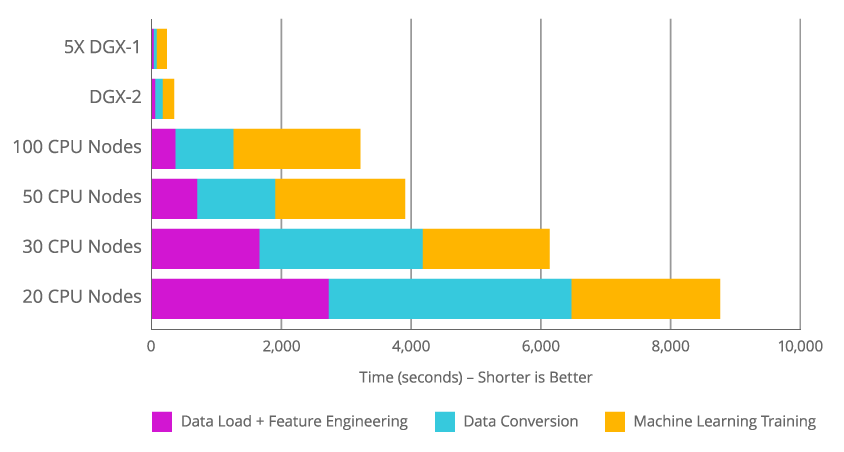 5X DGX-1
DGX-2
100 CPU Nodes
50 CPU Nodes
30 CPU Nodes
20 CPU Nodes
0 2,000 4,000 6,000 8,000 10,000
Time (seconds) – Shorter is Better
Data Load + Feature Engineering Data Conversion Machine Learning Training